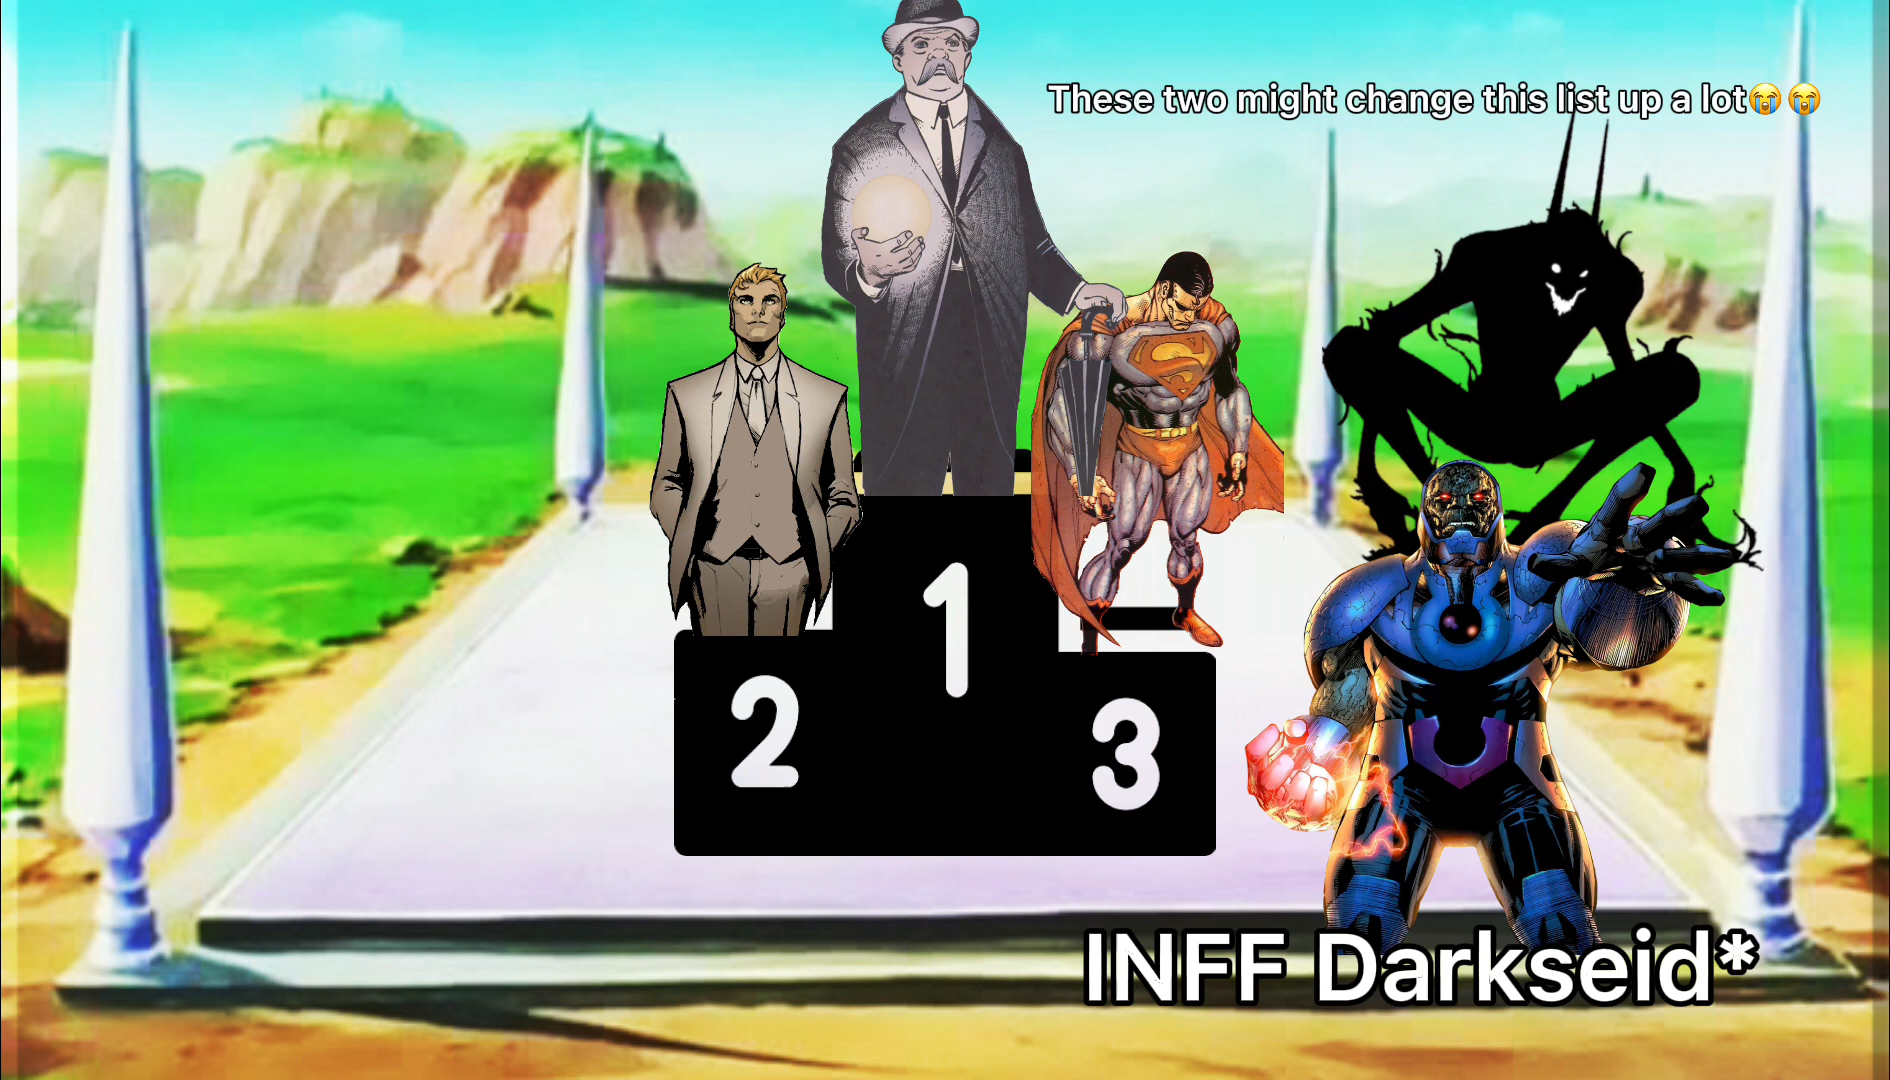 These two might change this list up a lot😭😭
1
2
3
INFF Darkseid*